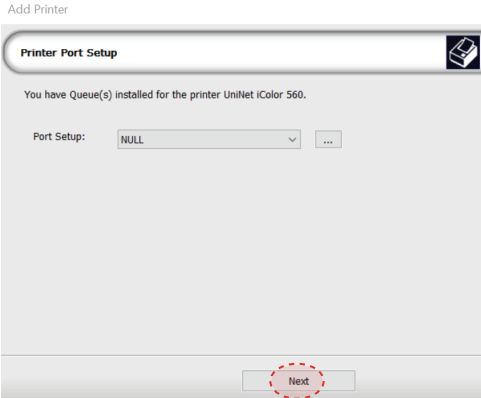 Add Printer
Printer Port Setup
You have Queue(s) installed for the printer UniNet iColor 560.
Port Setup: NULL ...
Next